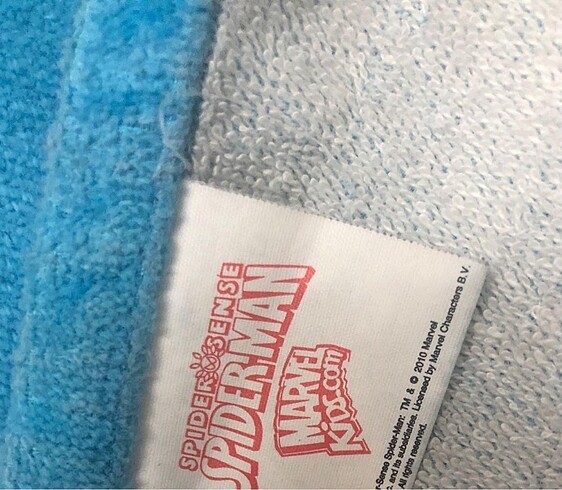 SPIDER SENSE
SPIDER-MAN
MARVEL
KiDS.com
-Sense Spider-Man: TM & © 2010 Marvel
c. and its subsidiaries. Licensed by Marvel Characters B.V.
All rights reserved.